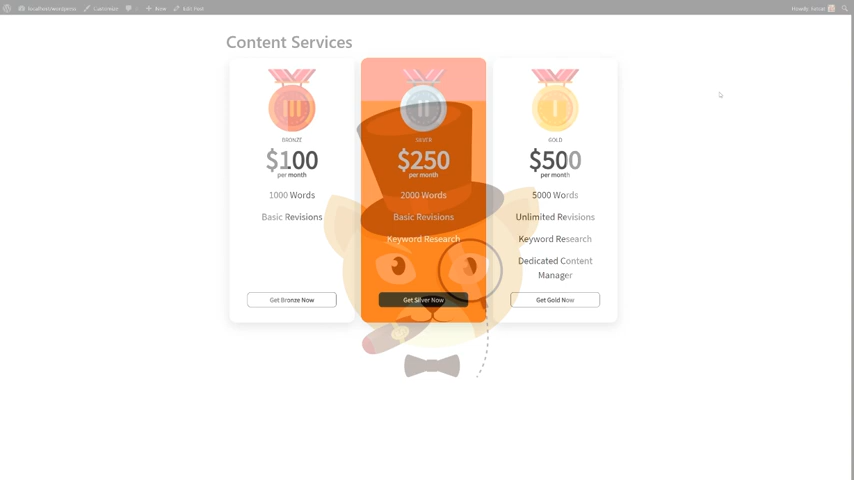 localhost/wordpress
Customize
New
Edit Post
Content Services
BRONZE
$100
per month
1000 Words
Basic Revisions
Get Bronze Now
SILVER
$250
per month
2000 Words
Basic Revisions
Keyword Research
Get Silver Now
GOLD
$500
per month
5000 Words
Unlimited Revisions
Keyword Research
Dedicated Content
Manager
Get Gold Now